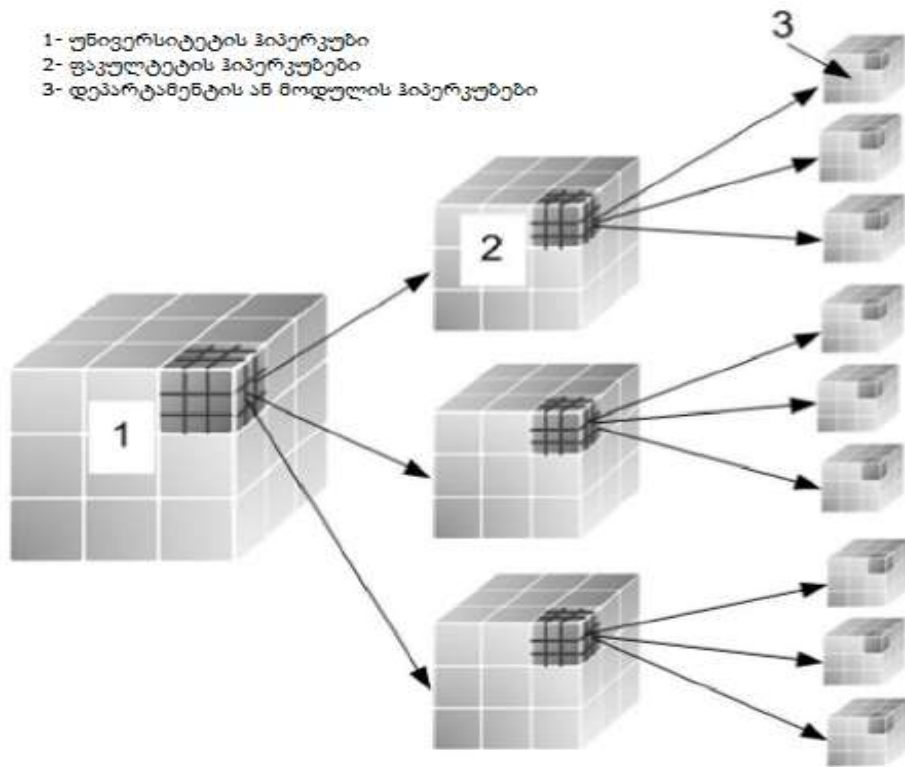 1- უნივერსიტეტის ჰიპერკუბი
2- ფაკულტეტის ჰიპერკუბები
3- დეპარტამენტის ან მოდულის ჰიპერკუბები
3
2
1